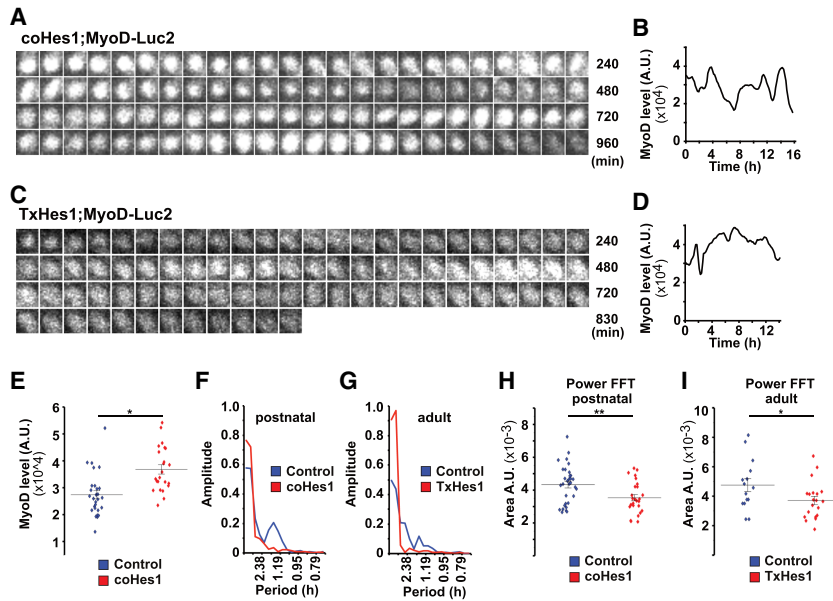 A
coHes1;MyoD-Luc2
240
480
720
960
(min)
B
MyoD level (A.U.)
(x10⁴)
4
2
0
0 4 8 12 16
Time (h)
C
TxHes1;MyoD-Luc2
240
480
720
830
(min)
D
MyoD level (A.U.)
(x10⁴)
4
2
0
0 4 8 12
Time (h)
E
MyoD level (A.U.)
(x10^4)
6
5
4
3
2
1
*
Control
coHes1
F
postnatal
Amplitude
1.0
0.8
0.6
0.4
0.2
0
Control
coHes1
2.38 1.19 0.95 0.79
Period (h)
G
adult
Amplitude
1.0
0.8
0.6
0.4
0.2
0
Control
TxHes1
2.38 1.19 0.95 0.79
Period (h)
H
Power FFT
postnatal
Area A.U. (x10⁻³)
8
6
4
2
**
Control
coHes1
I
Power FFT
adult
Area A.U. (x10⁻³)
10
8
6
4
2
*
Control
TxHes1